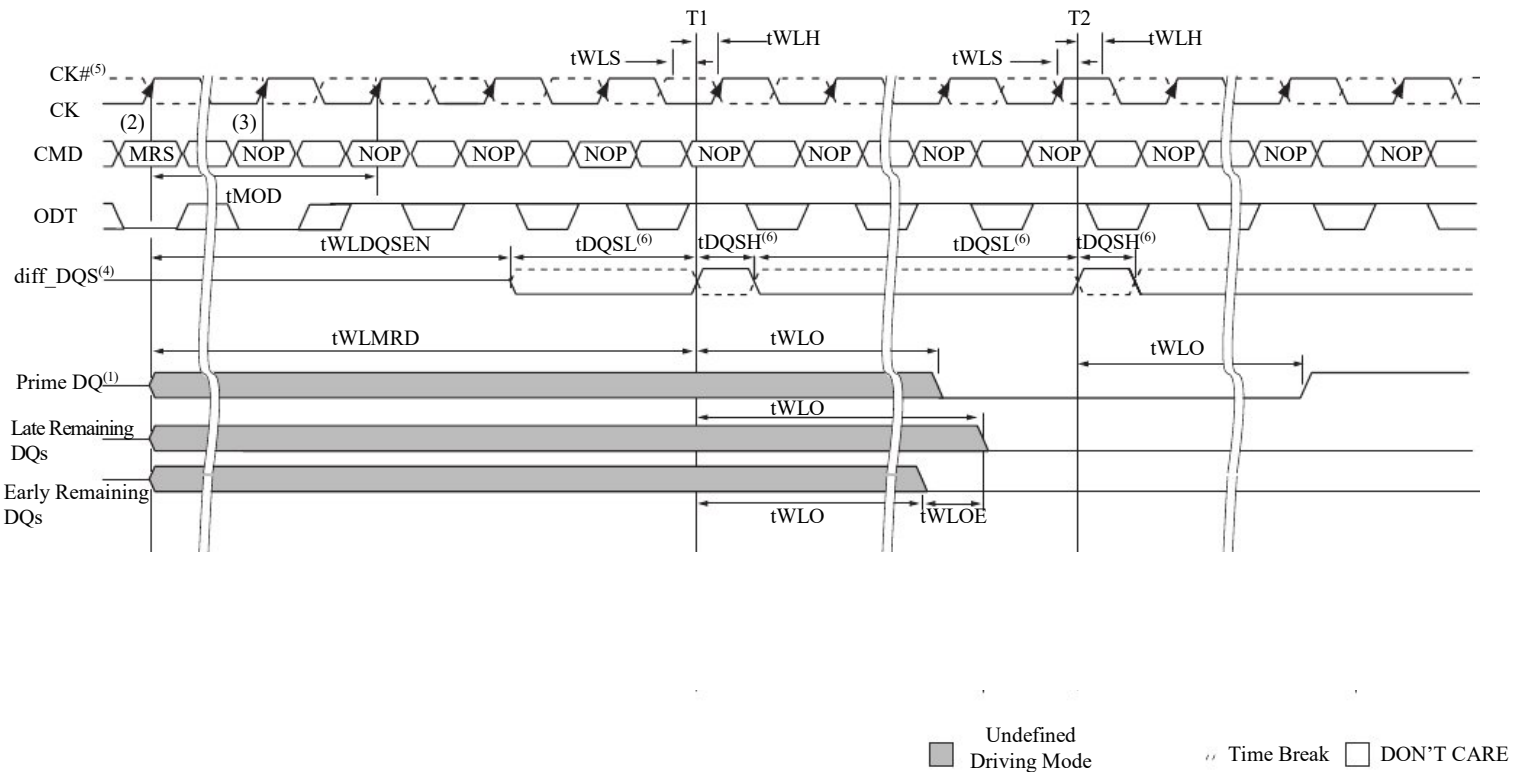 T1 T2
tWLH tWLH
tWLS tWLS
CK#(5)
CK
(2) (3)
CMD MRS NOP NOP NOP NOP NOP NOP NOP NOP NOP NOP NOP
tMOD
ODT
tWLDQSEN tDQSL(6) tDQSH(6) tDQSL(6) tDQSH(6)
diff_DQS(4)
tWLMRD tWLO
tWLO
Prime DQ(1)
tWLO
Late Remaining
DQs
Early Remaining
DQs
tWLO tWLOE
Undefined
Driving Mode
Time Break
DON'T CARE